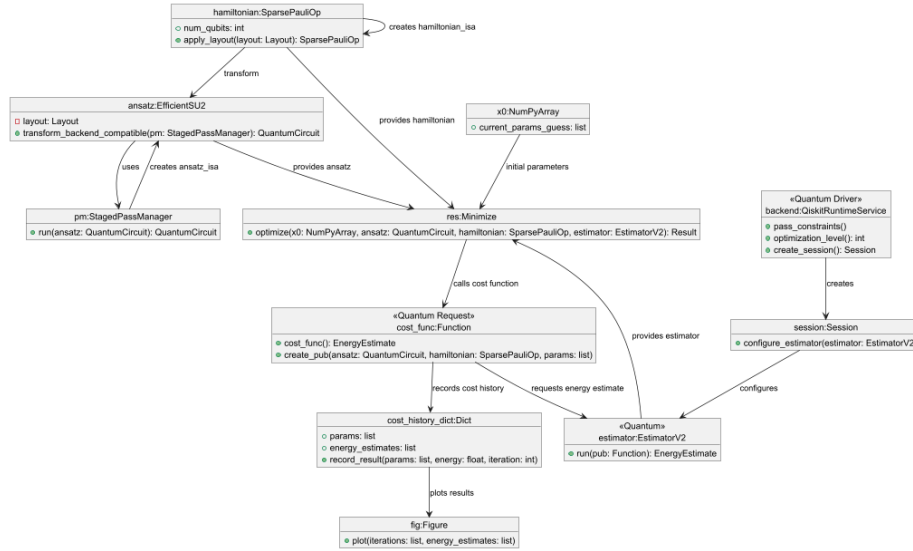 hamiltonian:SparsePauliOp
num_qubits: int
apply_layout(layout: Layout): SparsePauliOp
creates hamiltonian_isa
transform
ansatz:EfficientSU2
layout: Layout
transform_backend_compatible(pm: StagedPassManager): QuantumCircuit
x0:NumPyArray
current_params_guess: list
provides hamiltonian
uses
creates ansatz_isa
provides ansatz
initial parameters
pm:StagedPassManager
run(ansatz: QuantumCircuit): QuantumCircuit
res:Minimize
optimize(x0: NumPyArray, ansatz: QuantumCircuit, hamiltonian: SparsePauliOp, estimator: EstimatorV2): Result
«Quantum Driver»
backend:QiskitRuntimeService
pass_constraints()
optimization_level(): int
create_session(): Session
calls cost function
creates
«Quantum Request»
cost_func:Function
cost_func(): EnergyEstimate
create_pub(ansatz: QuantumCircuit, hamiltonian: SparsePauliOp, params: list)
provides estimator
session:Session
configure_estimator(estimator: EstimatorV2)
records cost history
requests energy estimate
configures
cost_history_dict:Dict
params: list
energy_estimates: list
record_result(params: list, energy: float, iteration: int)
«Quantum»
estimator:EstimatorV2
run(pub: Function): EnergyEstimate
plots results
fig:Figure
plot(iterations: list, energy_estimates: list)